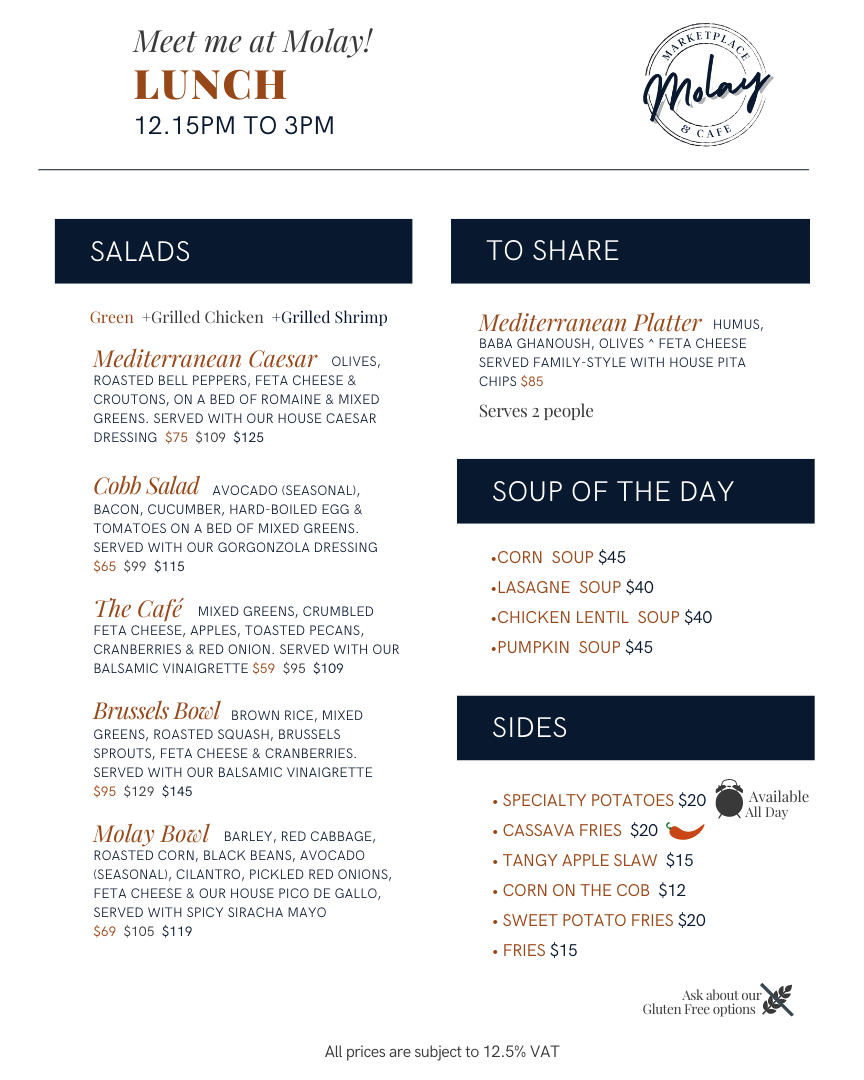 Meet me at Molay!
LUNCH
12.15PM TO 3PM
MARKETPLACE
Molay
& CAFE
SALADS
Green +Grilled Chicken +Grilled Shrimp
Mediterranean Caesar OLIVES,
ROASTED BELL PEPPERS, FETA CHEESE &
CROUTONS, ON A BED OF ROMAINE & MIXED
GREENS. SERVED WITH OUR HOUSE CAESAR
DRESSING $75 $109 $125
Cobb Salad AVOCADO (SEASONAL),
BACON, CUCUMBER, HARD-BOILED EGG &
TOMATOES ON A BED OF MIXED GREENS.
SERVED WITH OUR GORGONZOLA DRESSING
$65 $99 $115
The Café MIXED GREENS, CRUMBLED
FETA CHEESE, APPLES, TOASTED PECANS,
CRANBERRIES & RED ONION. SERVED WITH OUR
BALSAMIC VINAIGRETTE $59 $95 $109
Brussels Bowl BROWN RICE, MIXED
GREENS, ROASTED SQUASH, BRUSSELS
SPROUTS, FETA CHEESE & CRANBERRIES.
SERVED WITH OUR BALSAMIC VINAIGRETTE
$95 $129 $145
Molay Bowl BARLEY, RED CABBAGE,
ROASTED CORN, BLACK BEANS, AVOCADO
(SEASONAL), CILANTRO, PICKLED RED ONIONS,
FETA CHEESE & OUR HOUSE PICO DE GALLO,
SERVED WITH SPICY SIRACHA MAYO
$69 $105 $119
TO SHARE
Mediterranean Platter HUMUS,
BABA GHANOUSH, OLIVES ^ FETA CHEESE
SERVED FAMILY-STYLE WITH HOUSE PITA
CHIPS $85
Serves 2 people
SOUP OF THE DAY
•CORN SOUP $45
•LASAGNE SOUP $40
•CHICKEN LENTIL SOUP $40
•PUMPKIN SOUP $45
SIDES
• SPECIALTY POTATOES $20 Available
All Day
• CASSAVA FRIES $20
• TANGY APPLE SLAW $15
• CORN ON THE COB $12
• SWEET POTATO FRIES $20
• FRIES $15
Ask about our
Gluten Free options
All prices are subject to 12.5% VAT